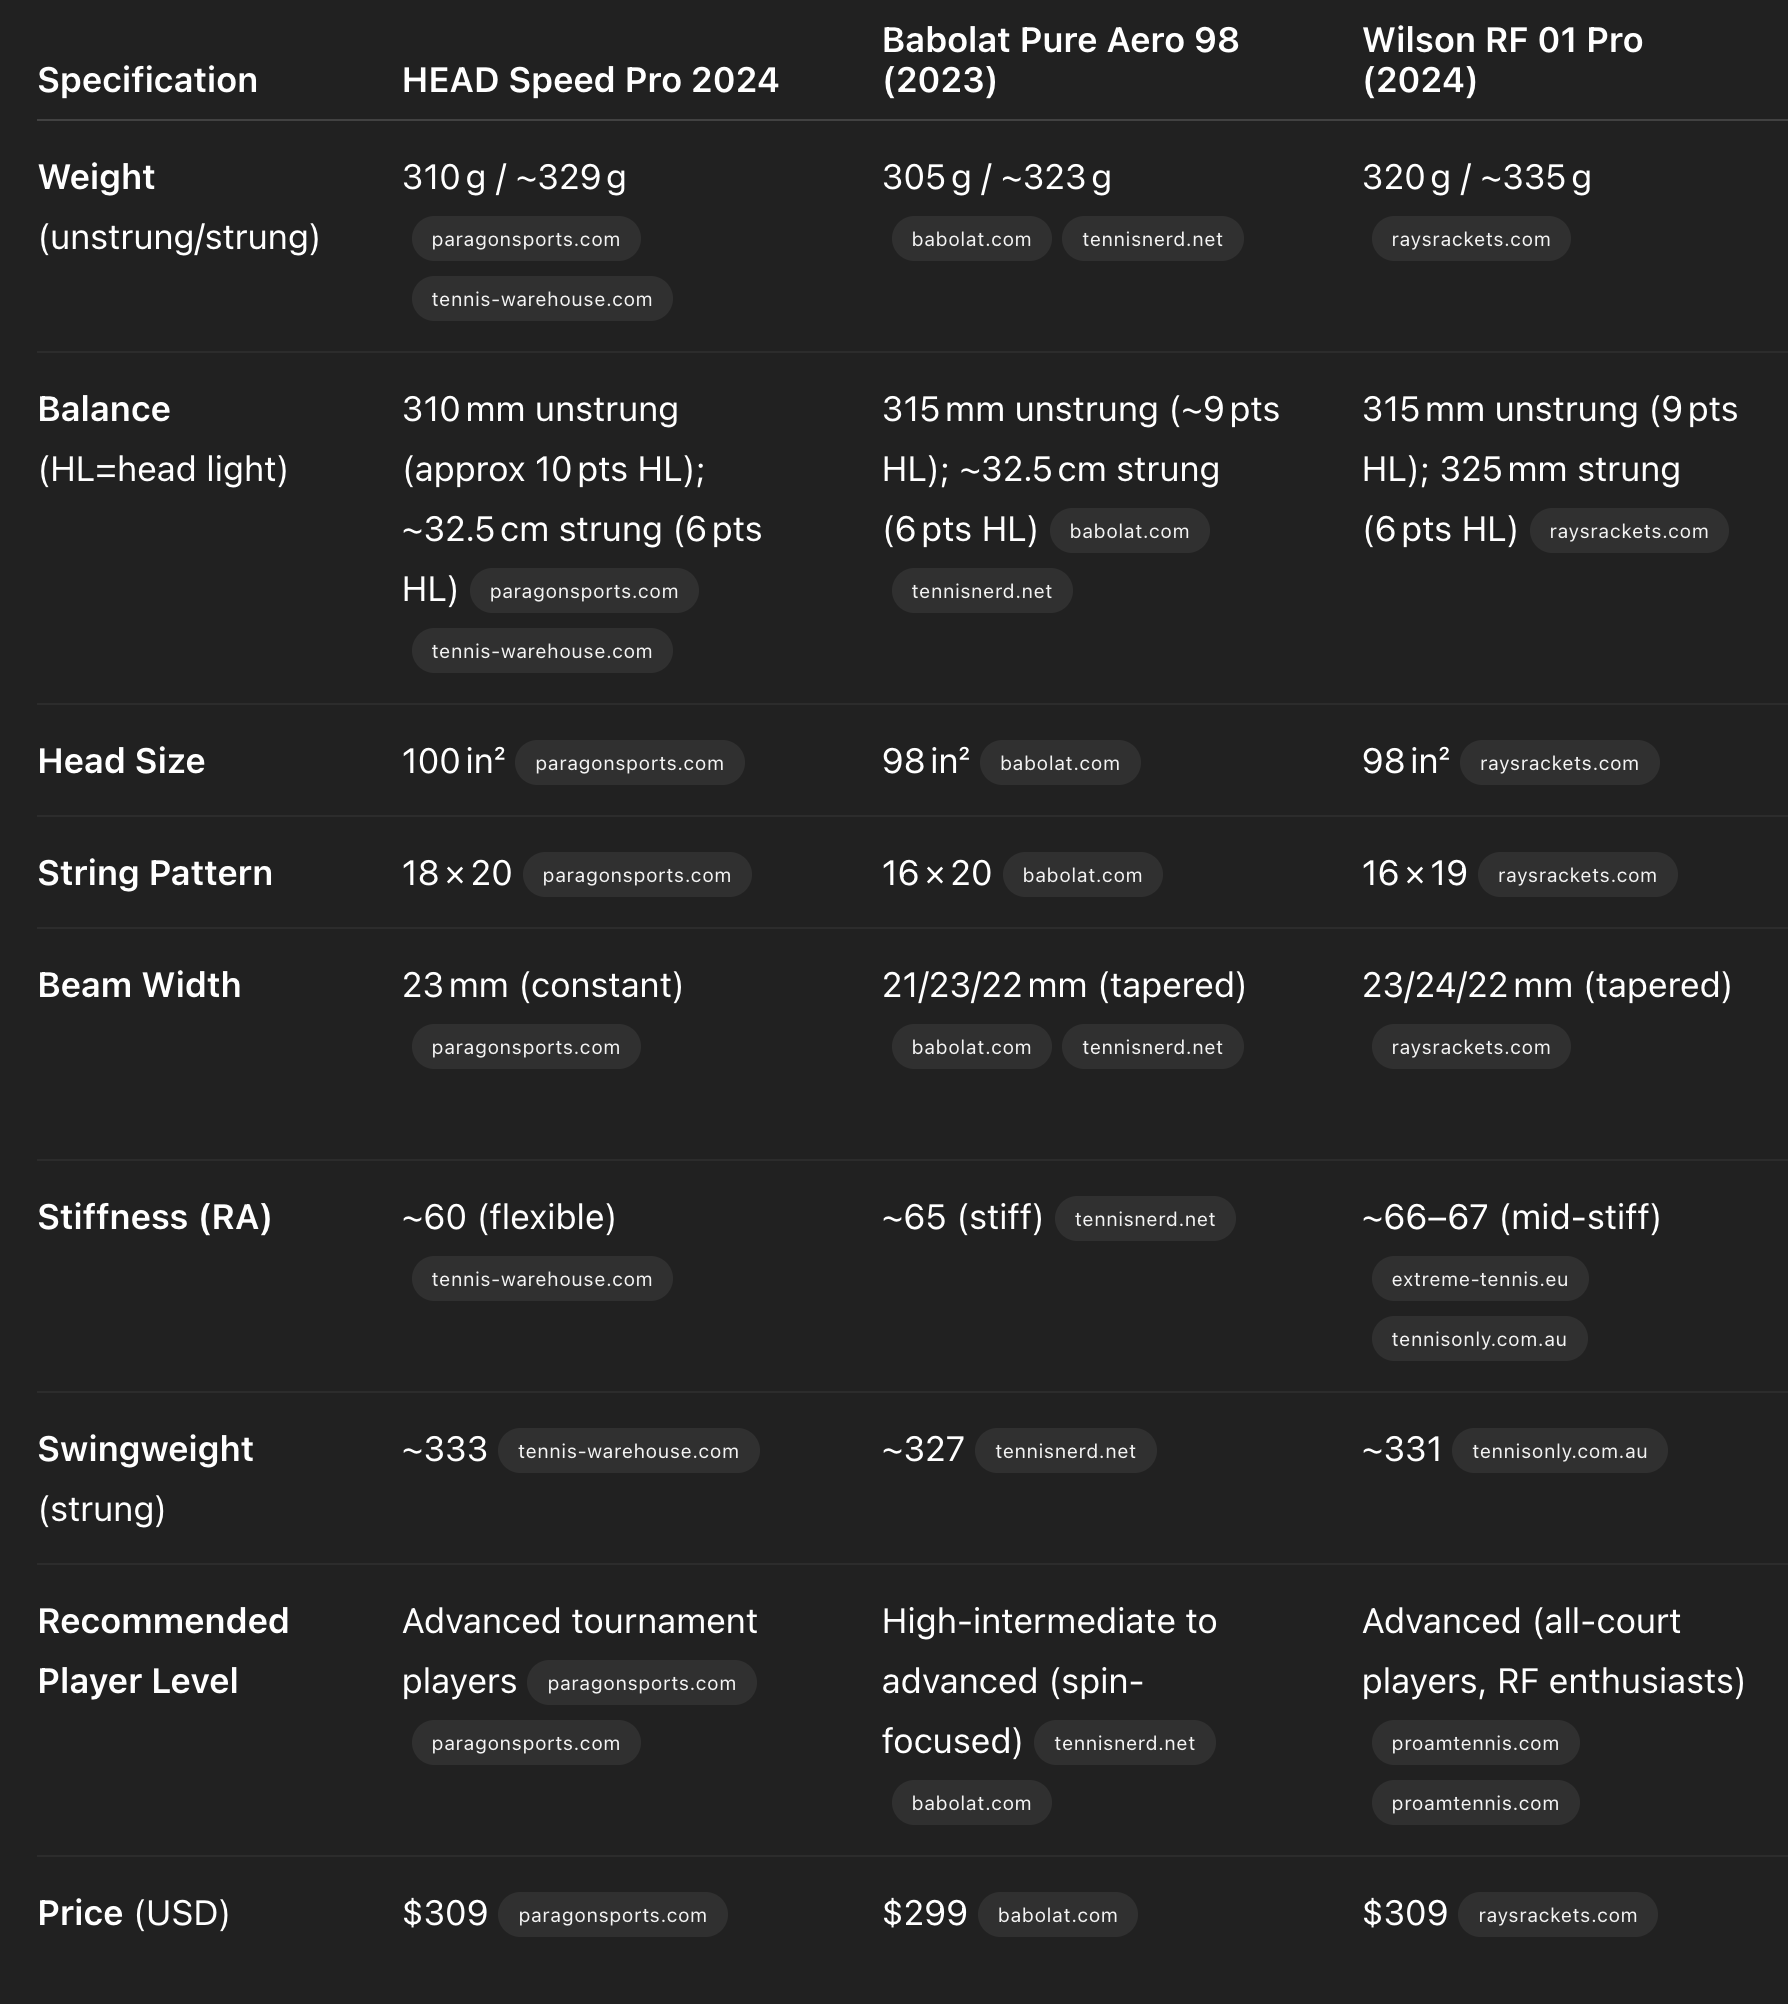 Specification HEAD Speed Pro 2024 Babolat Pure Aero 98 (2023) Wilson RF 01 Pro (2024)
Weight (unstrung/strung)
310 g / ~329 g
paragonsports.com
tennis-warehouse.com
305 g / ~323 g
babolat.com tennisnerd.net
320 g / ~335 g
raysrackets.com
Balance
(HL=head light)
310 mm unstrung
(approx 10 pts HL);
~32.5 cm strung (6 pts
HL) paragonsports.com
tennis-warehouse.com
315 mm unstrung (~9 pts
HL); ~32.5 cm strung
(6 pts HL) babolat.com
tennisnerd.net
315 mm unstrung (9 pts
HL); 325 mm strung
(6 pts HL) raysrackets.com
Head Size
100 in² paragonsports.com
98 in² babolat.com
98 in² raysrackets.com
String Pattern
18 × 20 paragonsports.com
16 × 20 babolat.com
16 × 19 raysrackets.com
Beam Width
23 mm (constant)
paragonsports.com
21/23/22 mm (tapered)
babolat.com tennisnerd.net
23/24/22 mm (tapered)
raysrackets.com
Stiffness (RA)
~60 (flexible)
tennis-warehouse.com
~65 (stiff) tennisnerd.net
~66–67 (mid-stiff)
extreme-tennis.eu
tennisonly.com.au
Swingweight
(strung)
~333 tennis-warehouse.com
~327 tennisnerd.net
~331 tennisonly.com.au
Recommended
Player Level
Advanced tournament
players paragonsports.com
paragonsports.com
High-intermediate to
advanced (spin-
focused) tennisnerd.net
babolat.com
Advanced (all-court
players, RF enthusiasts)
proamtennis.com
proamtennis.com
Price (USD)
$309 paragonsports.com
$299 babolat.com
$309 raysrackets.com